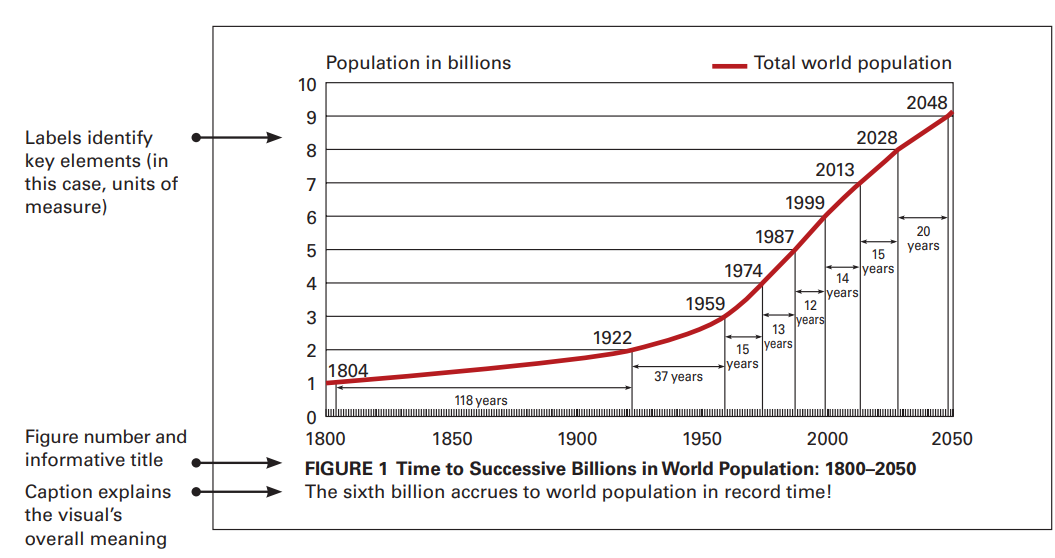 Population in billions
Total world population
10
9
8
7
6
5
4
3
2
1
0
1804
1922
1959
1974
1987
1999
2013
2028
2048
118 years
37 years
15
years
13
years
12
years
14
years
15
years
20
years
1800
1850
1900
1950
2000
2050
Labels identify
key elements (in
this case, units of
measure)
Figure number and
informative title
Caption explains
the visual’s
overall meaning
FIGURE 1 Time to Successive Billions in World Population: 1800–2050
The sixth billion accrues to world population in record time!